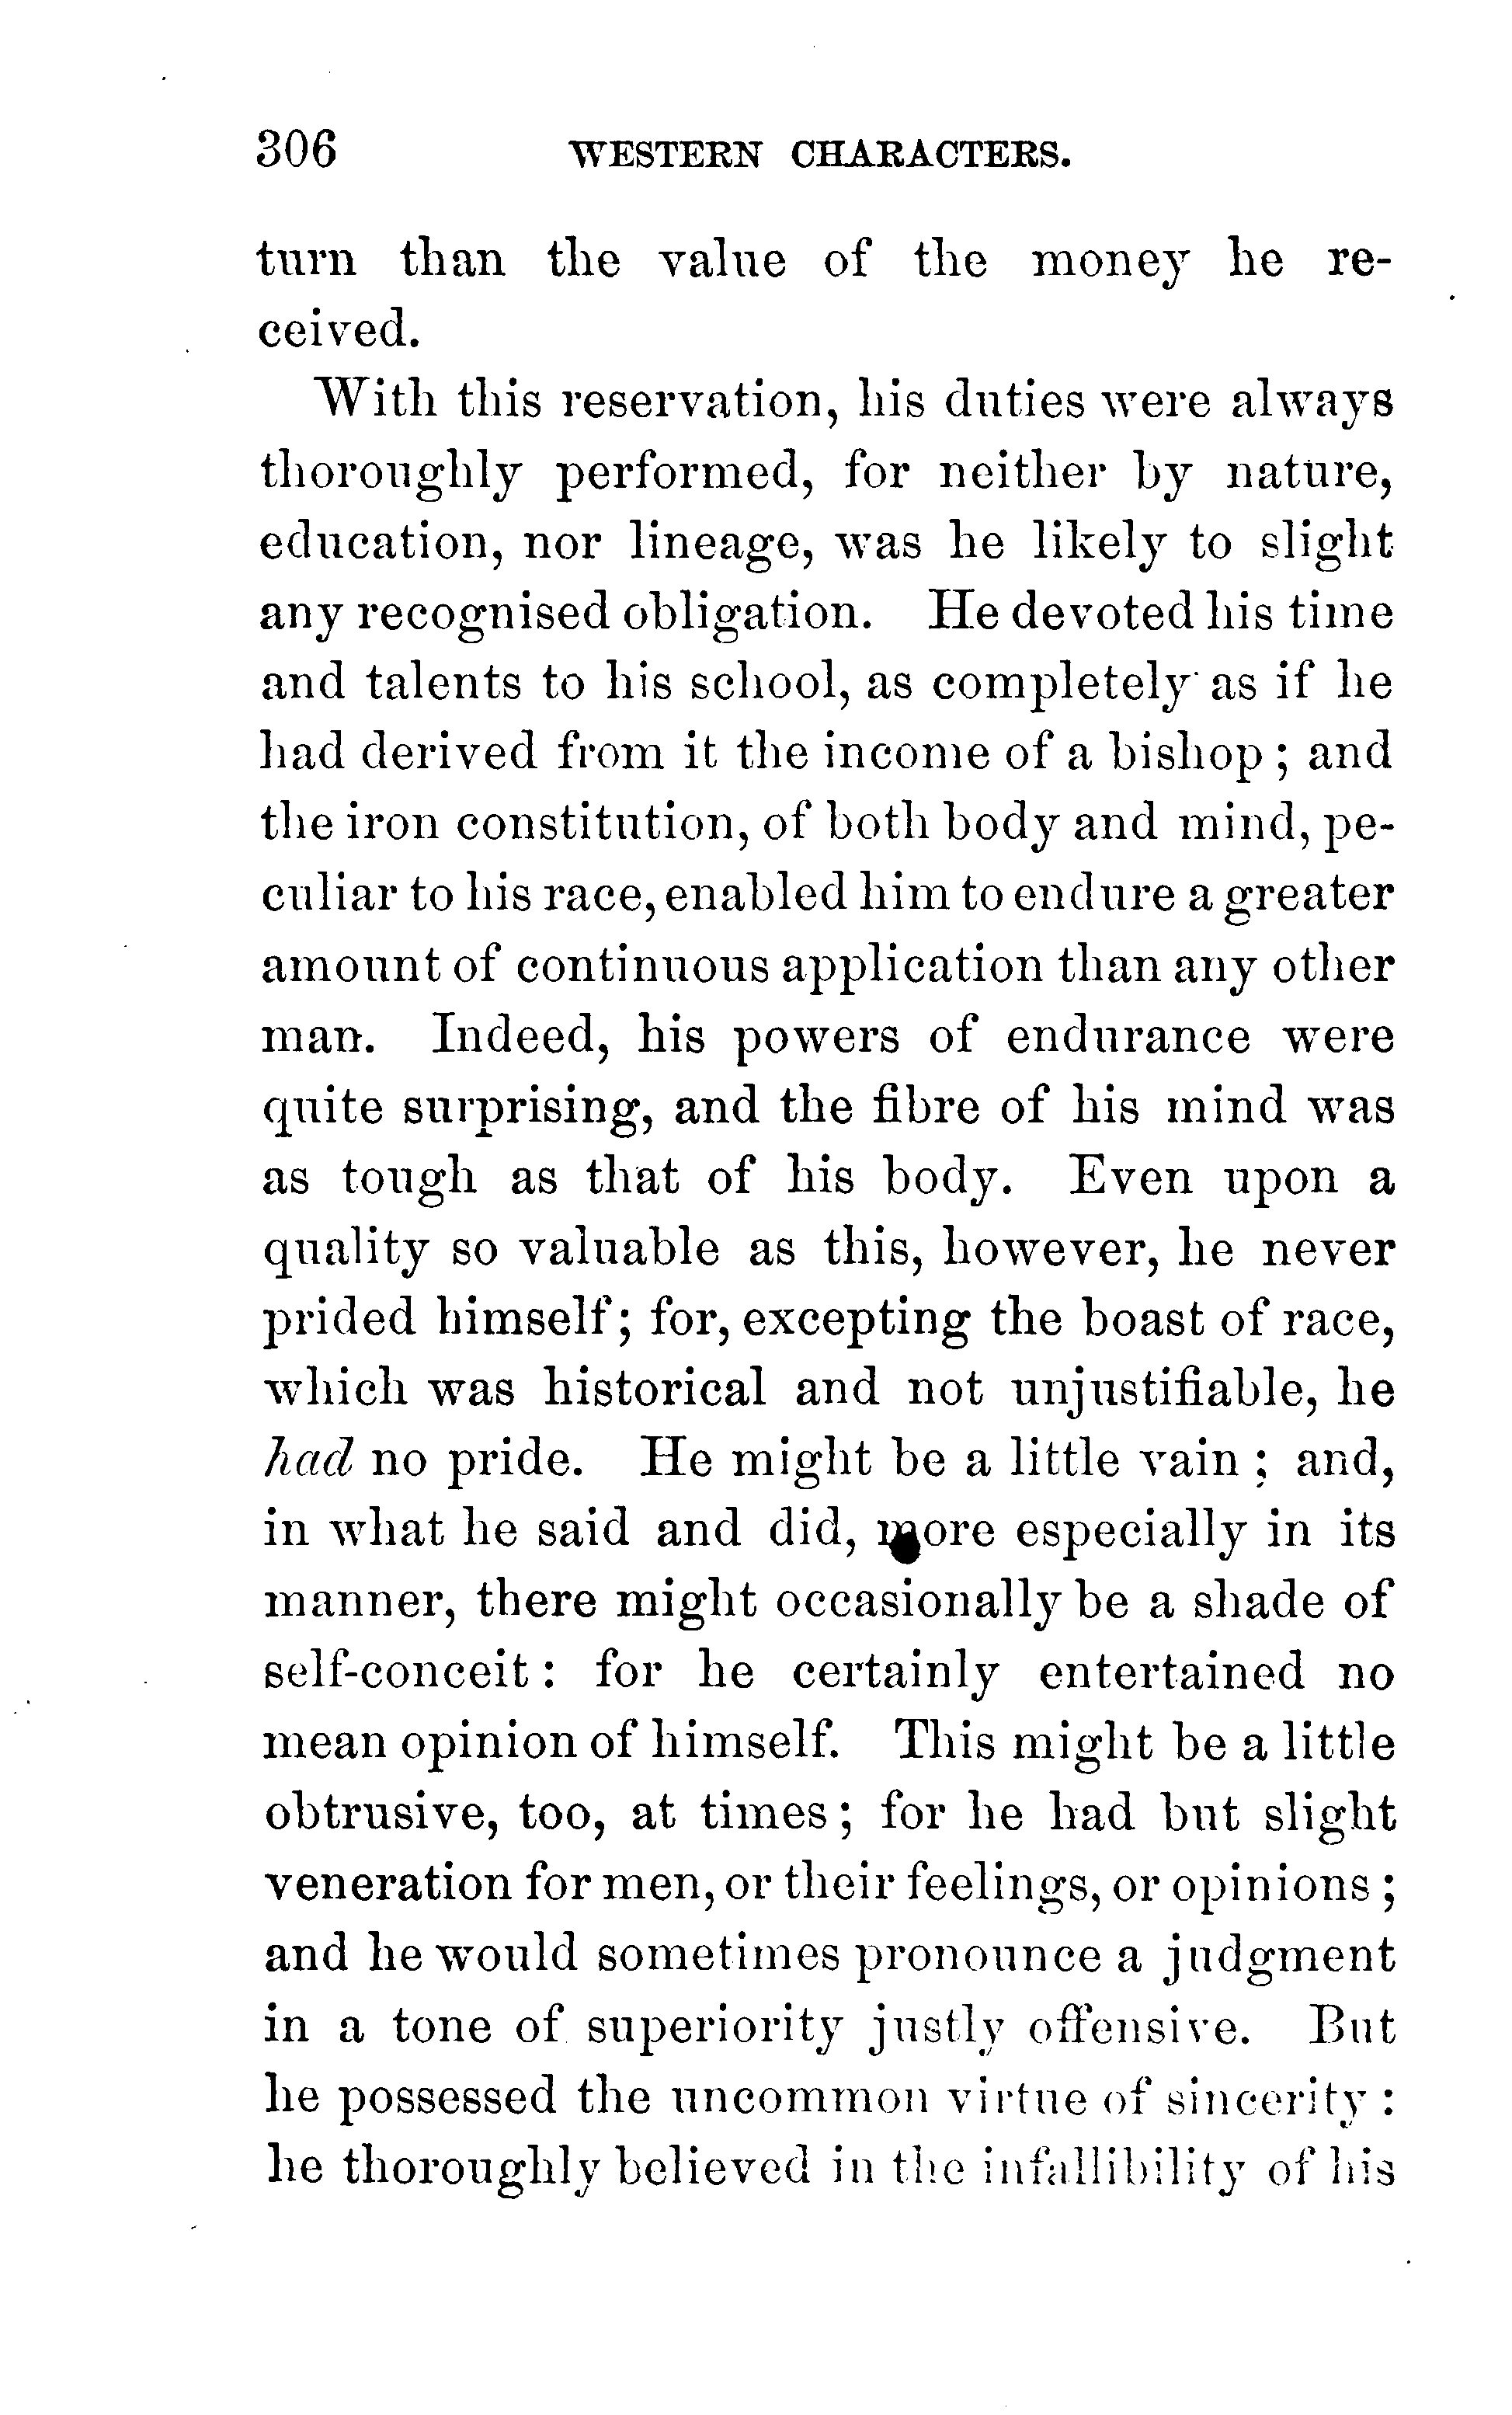 306 WESTERN CHARACTERS.
turn than the value of the money he re-
ceived.
With this reservation, his duties were always
thoroughly performed, for neither by nature,
education, nor lineage, was he likely to slight
any recognised obligation. He devoted his time
and talents to his school, as completely as if he
had derived from it the income of a bishop ; and
the iron constitution, of both body and mind, pe-
culiar to his race, enabled him to endure a greater
amount of continuous application than any other
man. Indeed, his powers of endurance were
quite surprising, and the fibre of his mind was
as tough as that of his body. Even upon a
quality so valuable as this, however, he never
prided himself; for, excepting the boast of race,
which was historical and not unjustifiable, he
had no pride. He might be a little vain ; and,
in what he said and did, more especially in its
manner, there might occasionally be a shade of
self-conceit : for he certainly entertained no
mean opinion of himself. This might be a little
obtrusive, too, at times ; for he had but slight
veneration for men, or their feelings, or opinions ;
and he would sometimes pronounce a judgment
in a tone of superiority justly offensive. But
he possessed the uncommon virtue of sincerity :
he thoroughly believed in the infallibility of his